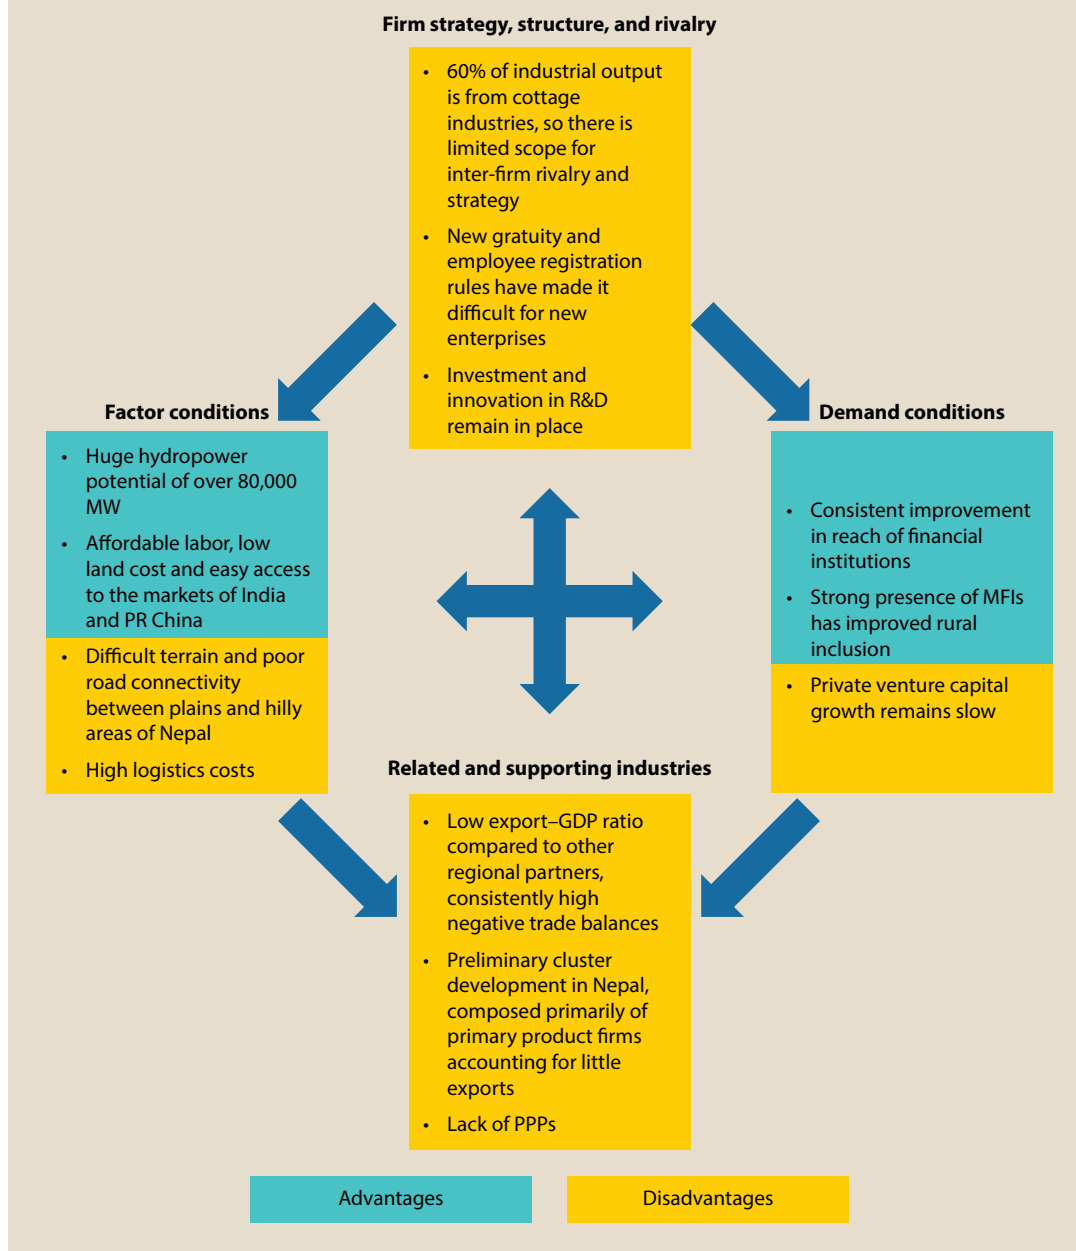 Firm strategy, structure, and rivalry
• 60% of industrial output
is from cottage
industries, so there is
limited scope for
inter-firm rivalry and
strategy
• New gratuity and
employee registration
rules have made it
difficult for new
enterprises
• Investment and
innovation in R&D
remain in place
Factor conditions
• Huge hydropower
potential of over 80,000
MW
• Affordable labor, low
land cost and easy access
to the markets of India
and PR China
• Difficult terrain and poor
road connectivity
between plains and hilly
areas of Nepal
• High logistics costs
Demand conditions
• Consistent improvement
in reach of financial
institutions
• Strong presence of MFIs
has improved rural
inclusion
• Private venture capital
growth remains slow
Related and supporting industries
• Low export–GDP ratio
compared to other
regional partners,
consistently high
negative trade balances
• Preliminary cluster
development in Nepal,
composed primarily of
primary product firms
accounting for little
exports
• Lack of PPPs
Advantages
Disadvantages